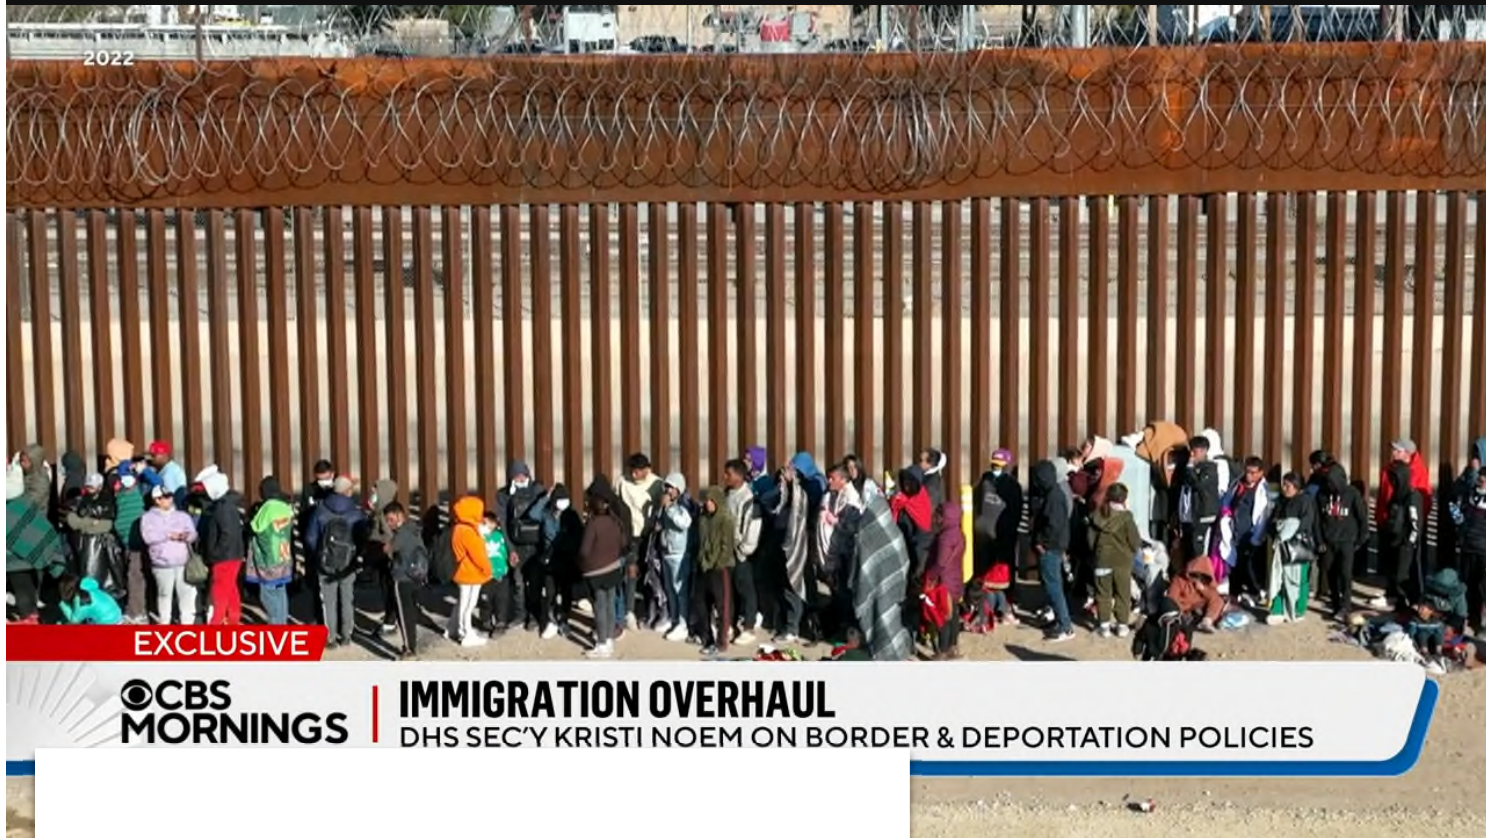 2022
EXCLUSIVE
CBS
MORNINGS
IMMIGRATION OVERHAUL
DHS SEC'Y KRISTI NOEM ON BORDER & DEPORTATION POLICIES